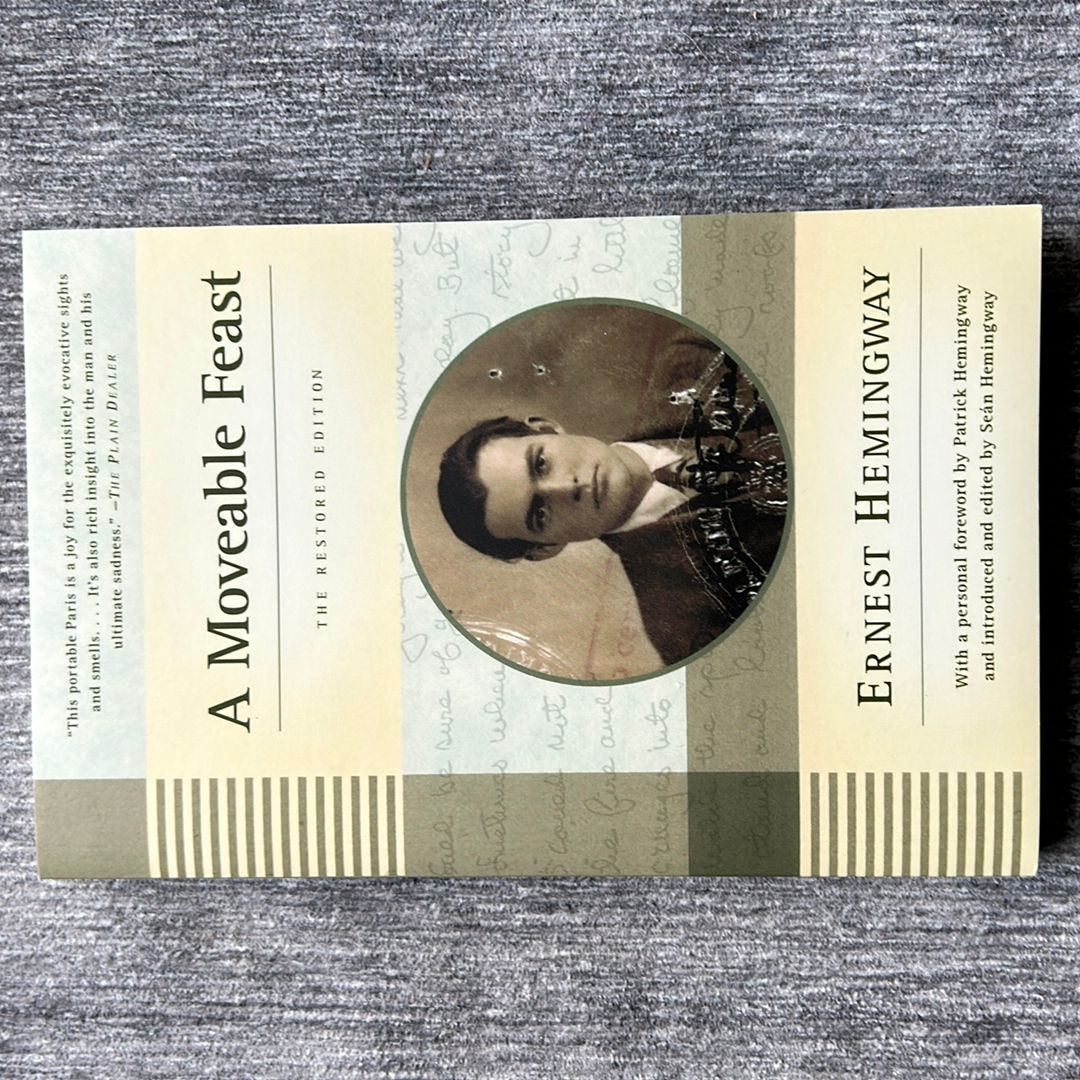 “This portable Paris is a joy for the exquisitely evocative sights
and smells. . . . It’s also rich insight into the man and his
ultimate sadness.” —THE PLAIN DEALER
A Moveable Feast
THE RESTORED EDITION
ERNEST HEMINGWAY
With a personal foreword by Patrick Hemingway
and introduced and edited by Seán Hemingway